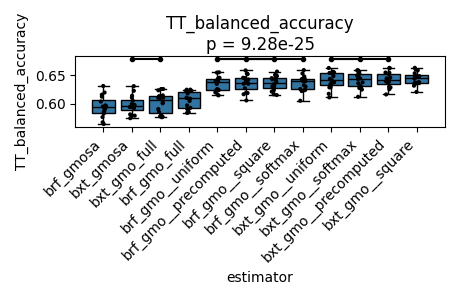 TT_balanced_accuracy
p = 9.28e-25
TT_balanced_accuracy
0.65
0.60
brf_gmosa
bxt_gmosa
bxt_gmo_full
brf_gmo_full
brf_gmo__uniform
brf_gmo__precomputed
brf_gmo__square
brf_gmo__softmax
bxt_gmo__uniform
bxt_gmo__softmax
bxt_gmo__precomputed
bxt_gmo__square
estimator